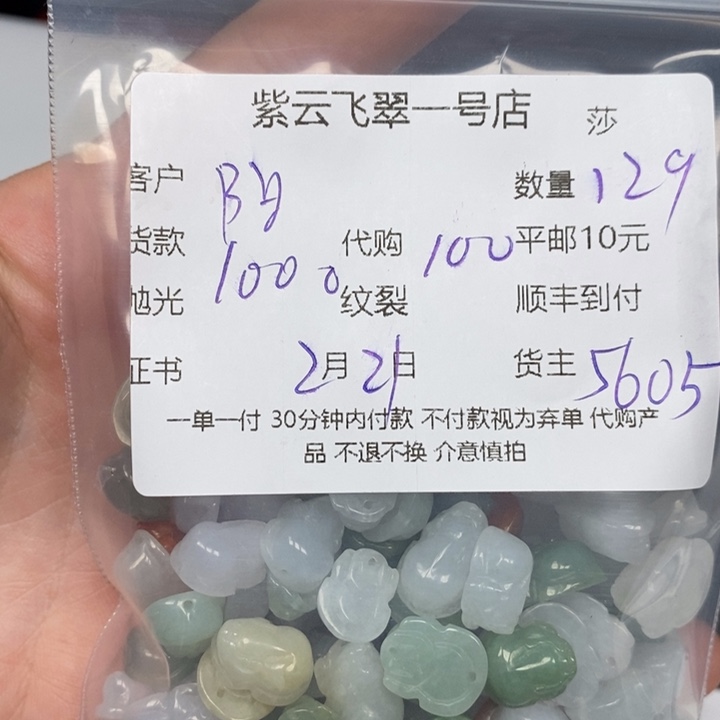 紫云飞翠一号店 莎
客户 数量 129
货款 1000 代购 100 平邮10元
抛光 纹裂 顺丰到付
证书 2月21日 货主 5605
一单一付 30分钟内付款 不付款视为弃单 代购产
品 不退不换 介意慎拍